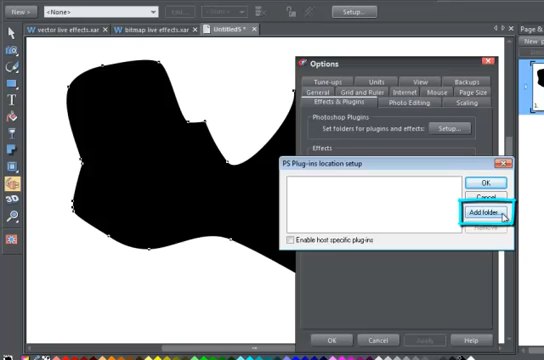 New >
Setup...
vector live effects.xar
bitmap live effects.xar
Untitled5 *
Page &
New
Options
Tune-ups
Units
View
Backups
General
Grid and Ruler
Internet
Mouse
Page Size
Effects & Plugins
Photo Editing
Scaling
Photoshop Plugins
Set folders for plugins and effects:
Setup...
Effects
PS Plug-ins location setup
OK
Cancel
Add folder
Remove
Enable host specific plug-ins
OK
Cancel
Apply
Help
T
3D